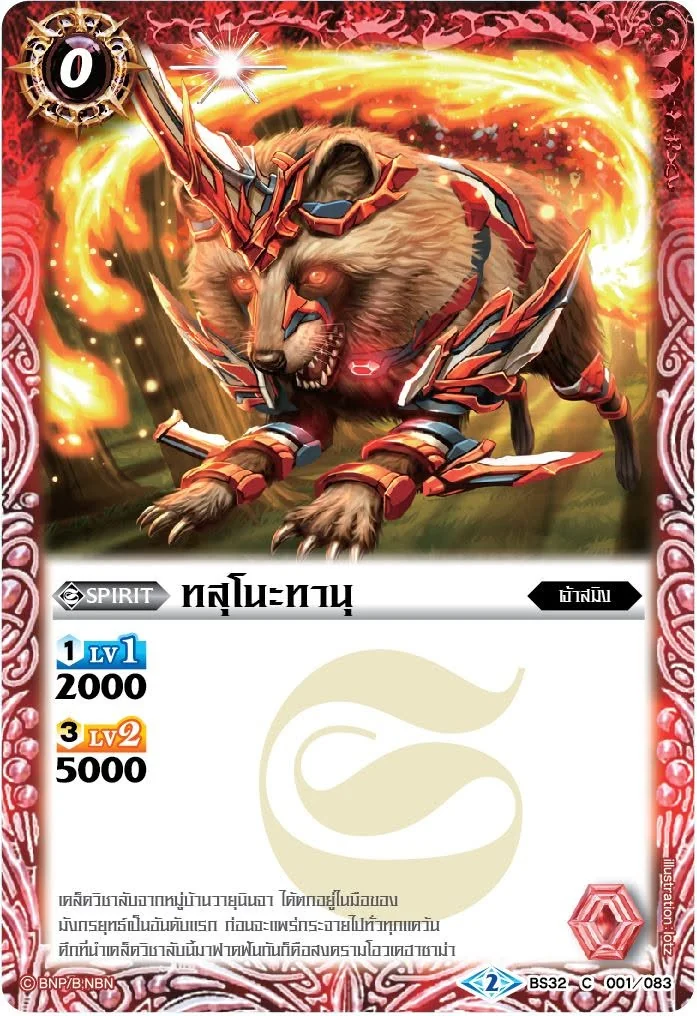 0
SPIRIT ทสุโนะทานุ เจ้าสมิง
1 LV1
2000
3 LV2
5000
เคล็ดวิชาลับจากหมู่บ้านวายุนินจา ได้ตกอยู่ในมือของ
มังกรยุทธ์เป็นอันดับแรก ก่อนจะแพร่กระจายไปทั่วทุกแคว้น
ศึกที่นำเคล็ดวิชาลับนี้มาฟาดฟันกันก็คือสงครามโอวเคฮาซาม่า
illustration:lotz
©BNP/B;NBN
2
BS32 C 001/083